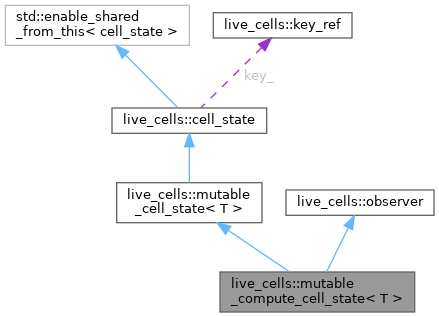 std::enable_shared
_from_this< cell_state >
live_cells::key_ref
key_
live_cells::cell_state
live_cells::mutable
_cell_state< T >
live_cells::observer
live_cells::mutable
_compute_cell_state< T >